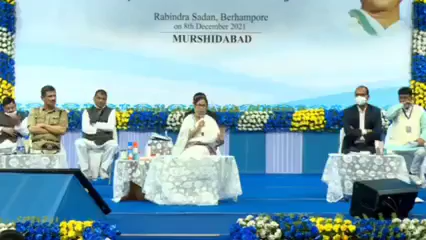 Rabindra Sadan, Berhampore
on 8th December 2021
MURSHIDABAD